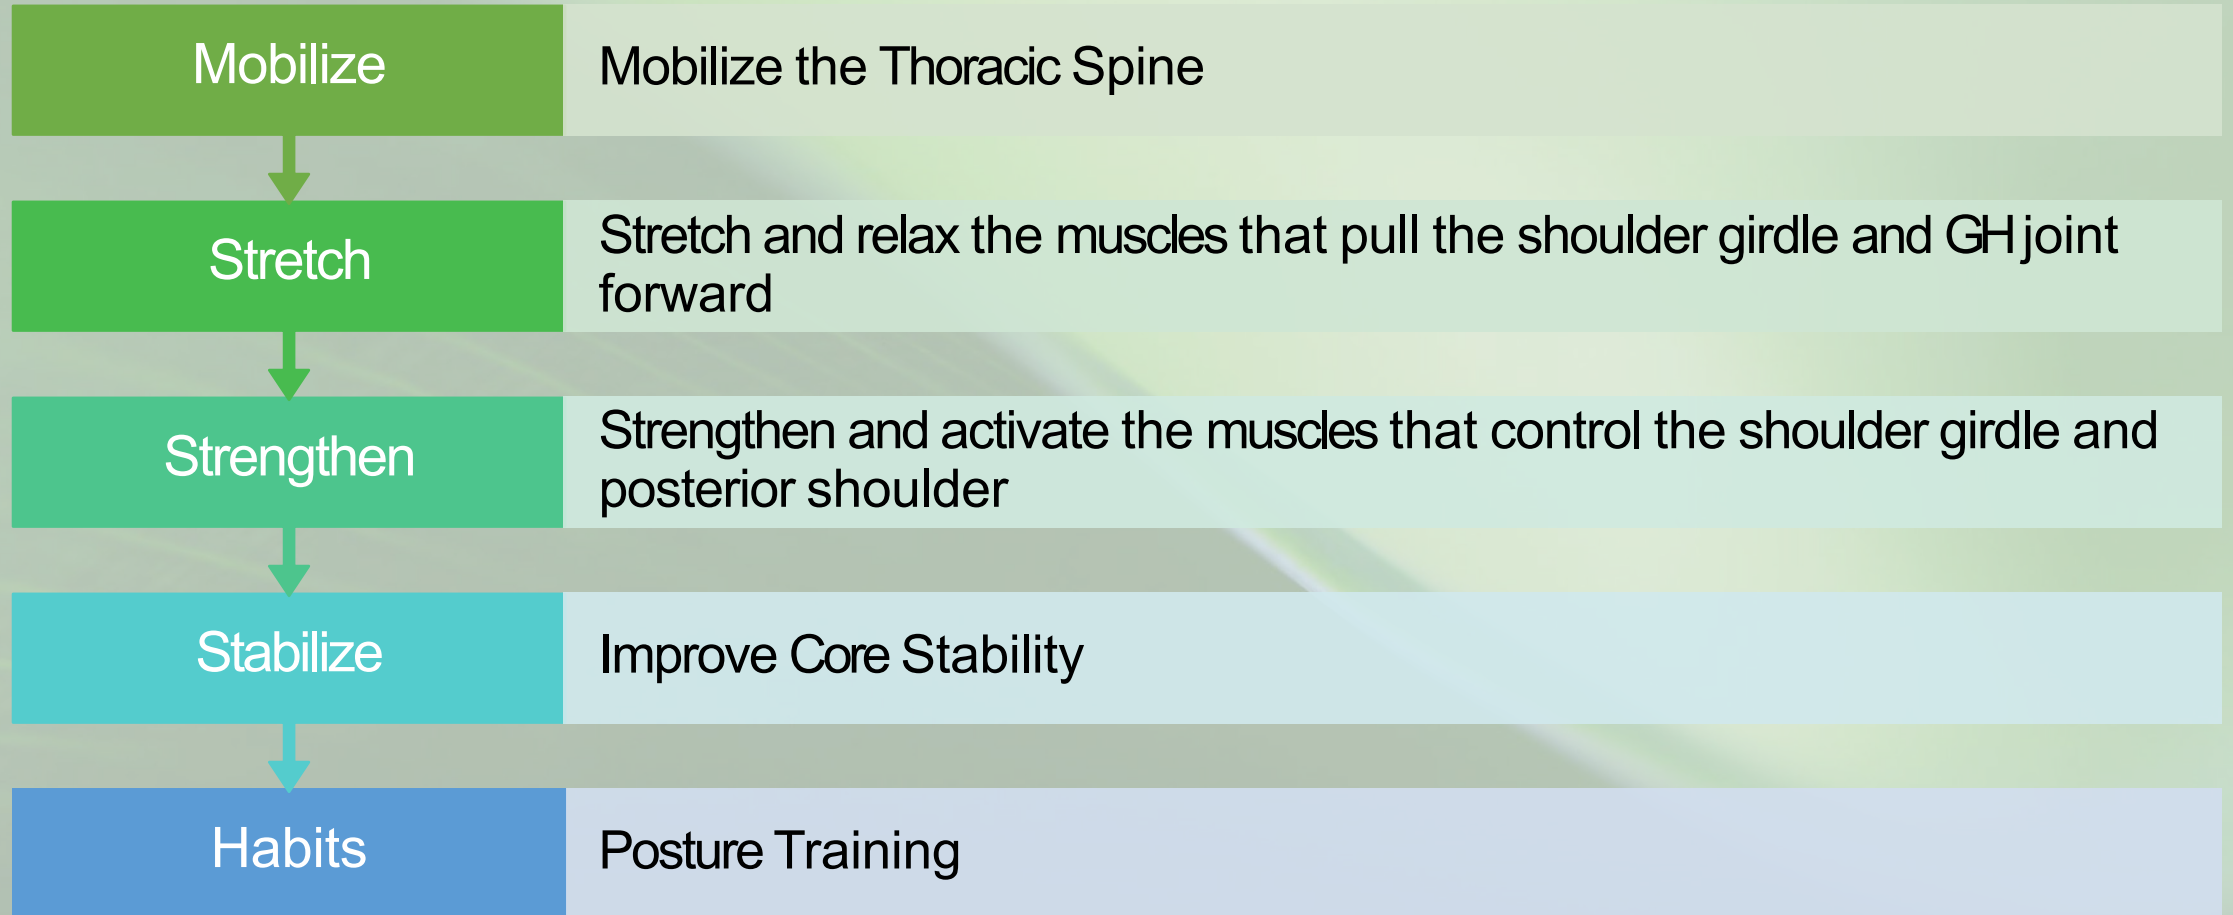 Mobilize
Mobilize the Thoracic Spine
Stretch
Stretch and relax the muscles that pull the shoulder girdle and GH joint
forward
Strengthen
Strengthen and activate the muscles that control the shoulder girdle and
posterior shoulder
Stabilize
Improve Core Stability
Habits
Posture Training